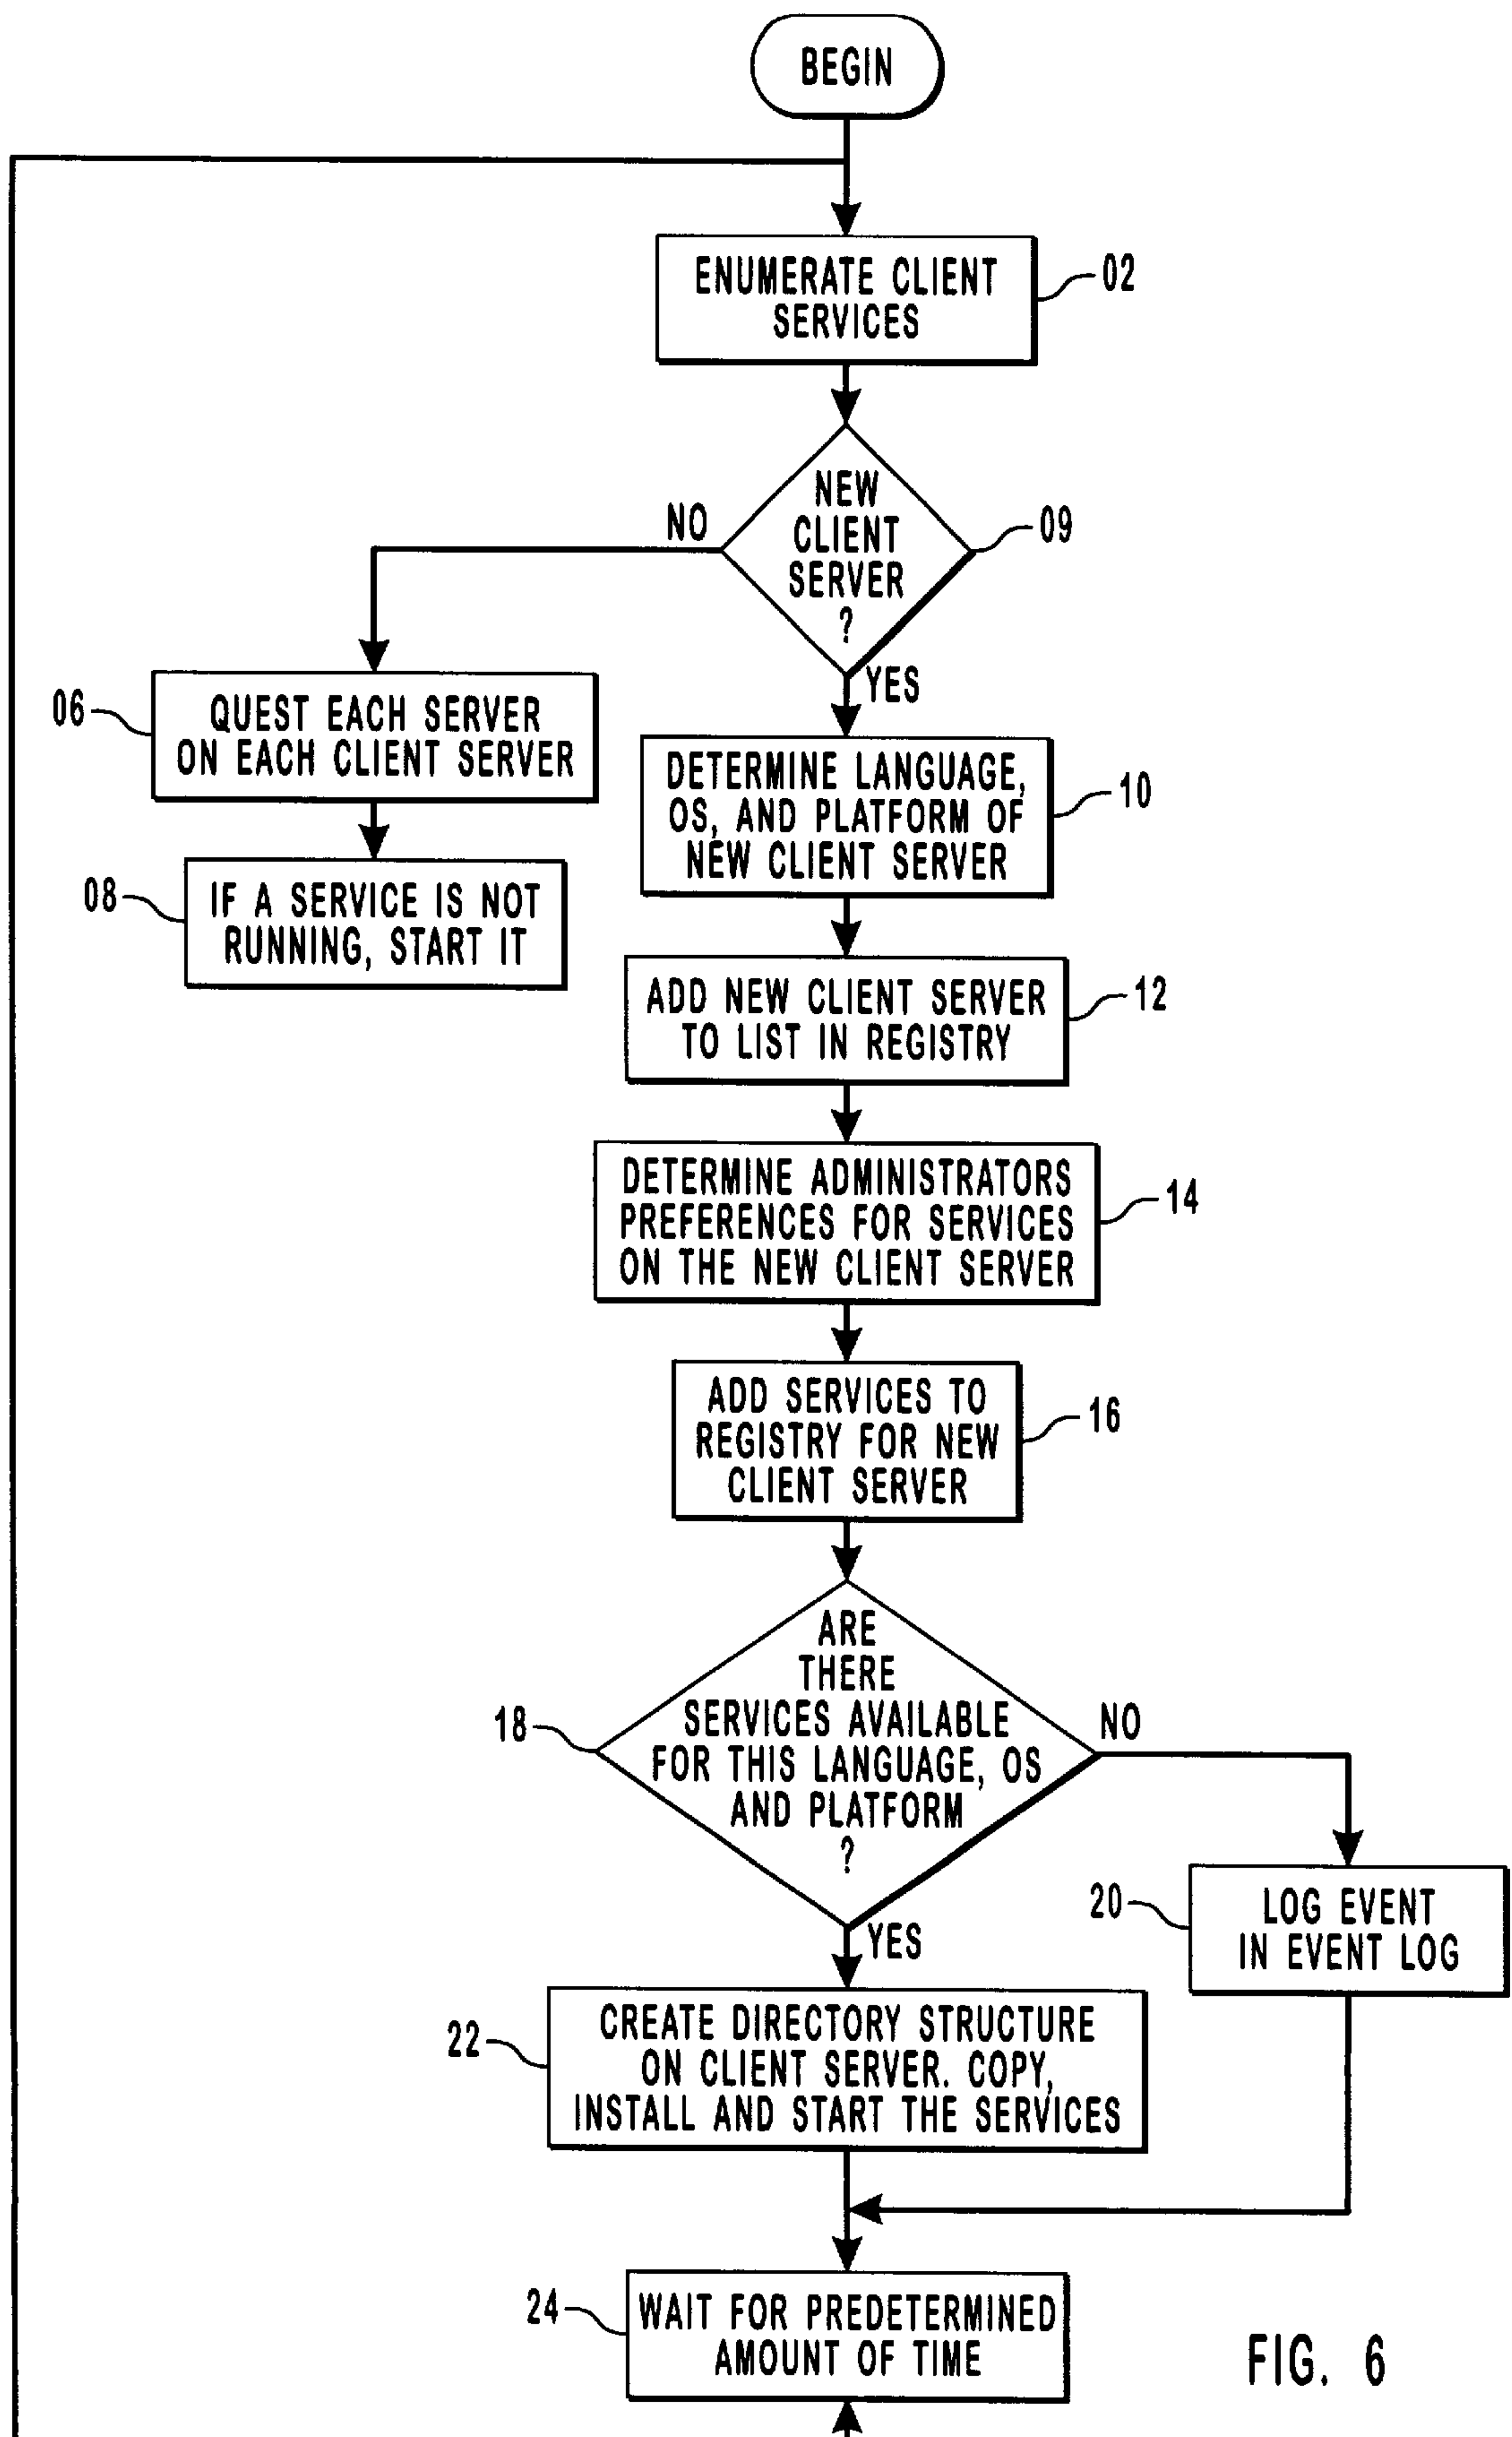 BEGIN
ENUMERATE CLIENT
SERVICES
02
NEW
CLIENT
SERVER
?
09
NO
YES
06
QUEST EACH SERVER
ON EACH CLIENT SERVER
DETERMINE LANGUAGE,
OS, AND PLATFORM OF
NEW CLIENT SERVER
10
08
IF A SERVICE IS NOT
RUNNING, START IT
ADD NEW CLIENT SERVER
TO LIST IN REGISTRY
12
DETERMINE ADMINISTRATORS
PREFERENCES FOR SERVICES
ON THE NEW CLIENT SERVER
14
ADD SERVICES TO
REGISTRY FOR NEW
CLIENT SERVER
16
ARE
THERE
SERVICES AVAILABLE
FOR THIS LANGUAGE, OS
AND PLATFORM
?
18
NO
YES
20
LOG EVENT
IN EVENT LOG
22
CREATE DIRECTORY STRUCTURE
ON CLIENT SERVER. COPY,
INSTALL AND START THE SERVICES
24
WAIT FOR PREDETERMINED
AMOUNT OF TIME
FIG. 6